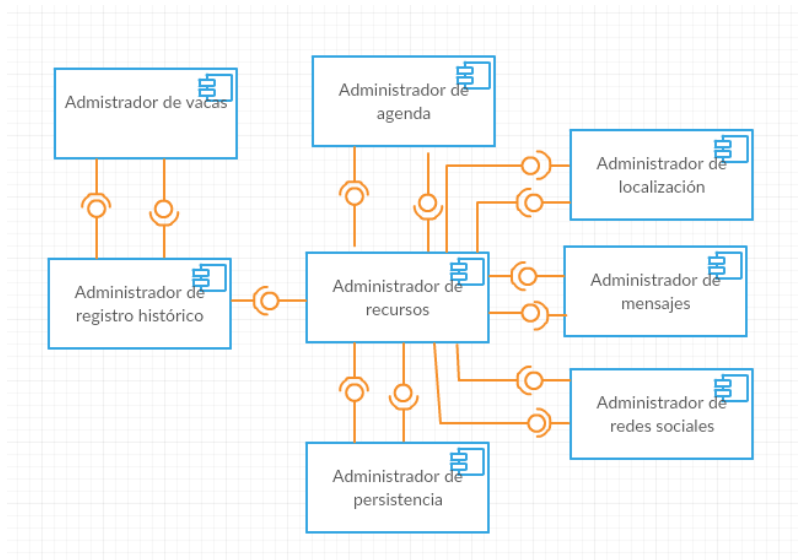 Admistrador de vacas
Administrador de
agenda
Administrador de
localización
Administrador de
registro histórico
Administrador de
recursos
Administrador de
mensajes
Administrador de
redes sociales
Administrador de
persistencia